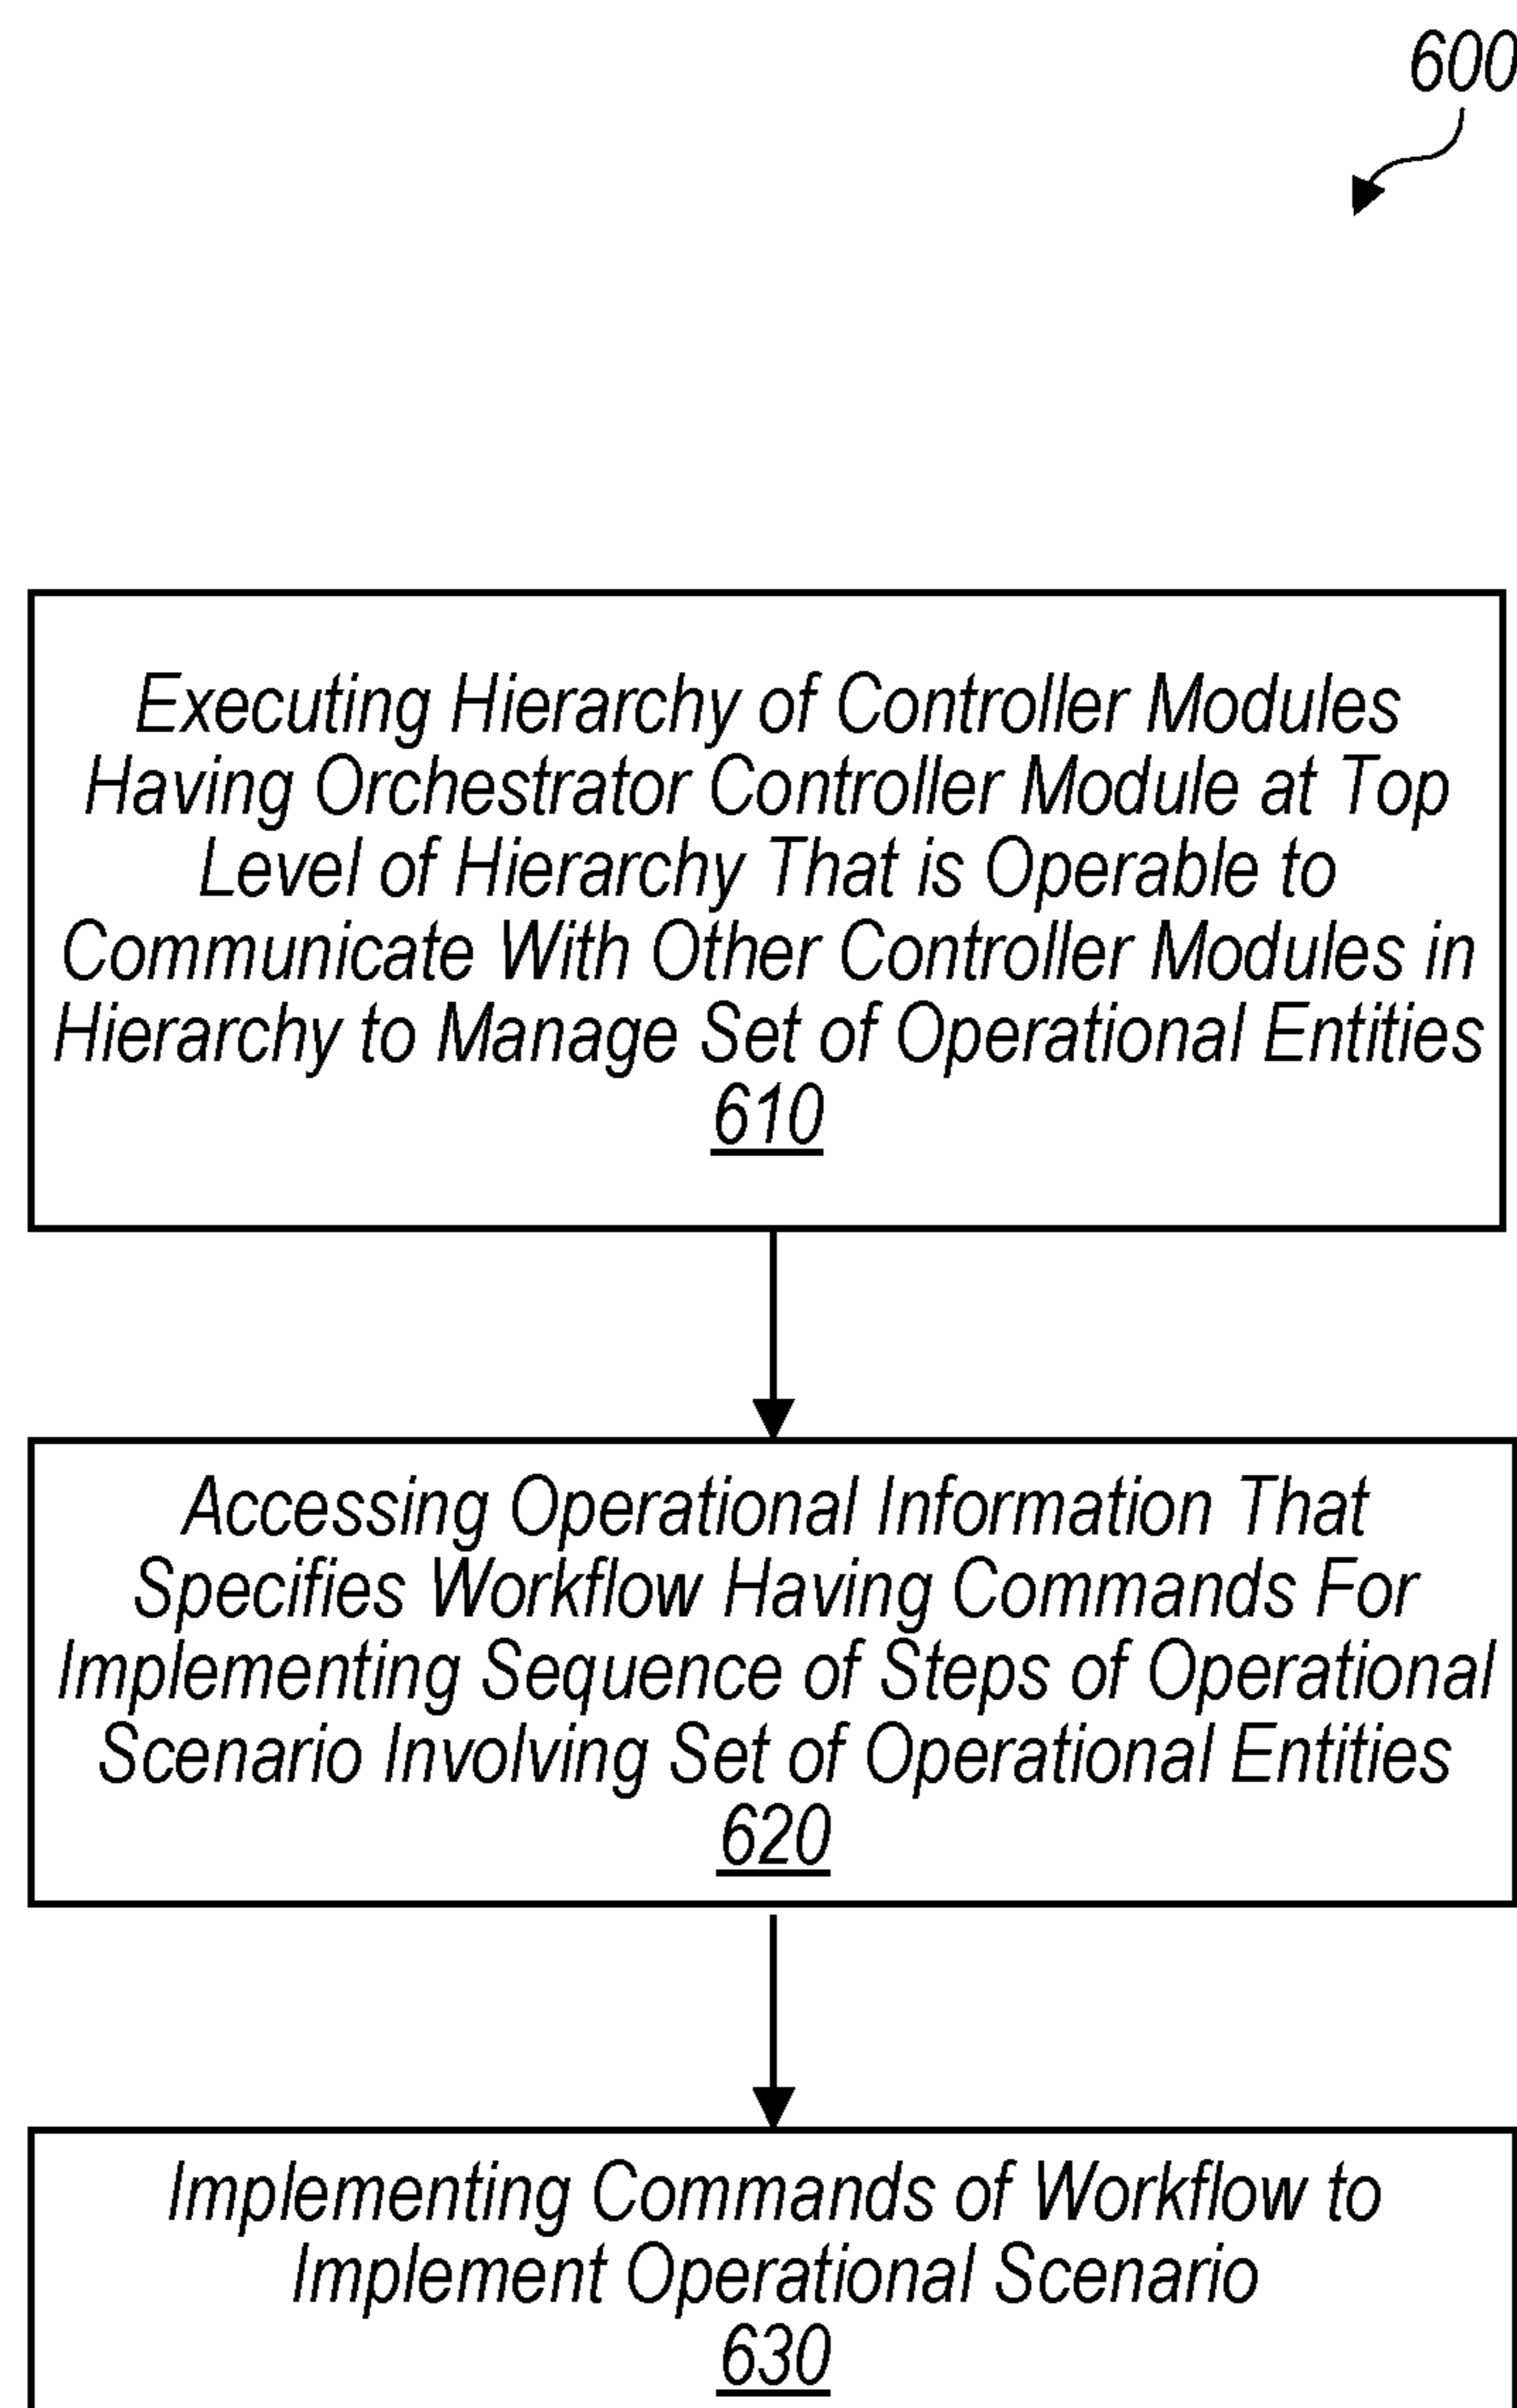 600
Executing Hierarchy of Controller Modules
Having Orchestrator Controller Module at Top
Level of Hierarchy That is Operable to
Communicate With Other Controller Modules in
Hierarchy to Manage Set of Operational Entities
610
Accessing Operational Information That
Specifies Workflow Having Commands For
Implementing Sequence of Steps of Operational
Scenario Involving Set of Operational Entities
620
Implementing Commands of Workflow to
Implement Operational Scenario
630